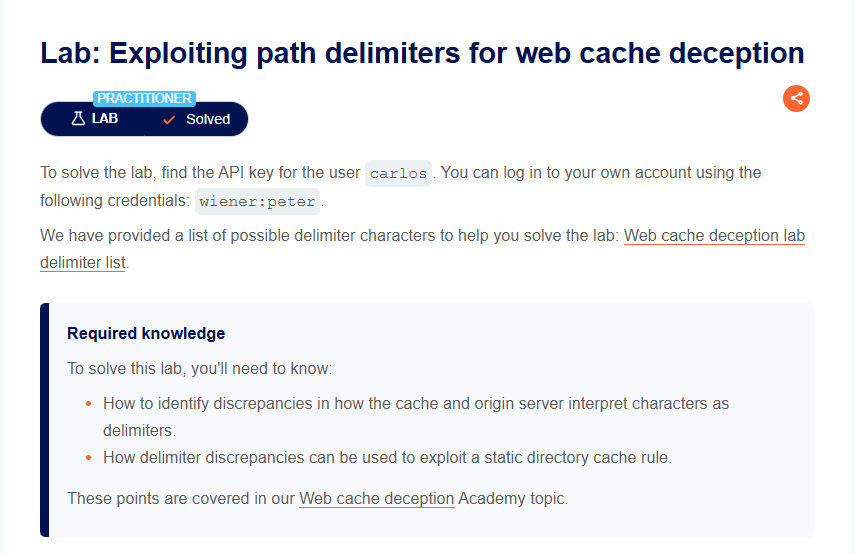 Lab: Exploiting path delimiters for web cache deception
PRACTITIONER
LAB Solved
To solve the lab, find the API key for the user carlos. You can log in to your own account using the
following credentials: wiener:peter.
We have provided a list of possible delimiter characters to help you solve the lab: Web cache deception lab
delimiter list.
Required knowledge
To solve this lab, you'll need to know:
• How to identify discrepancies in how the cache and origin server interpret characters as
delimiters.
• How delimiter discrepancies can be used to exploit a static directory cache rule.
These points are covered in our Web cache deception Academy topic.